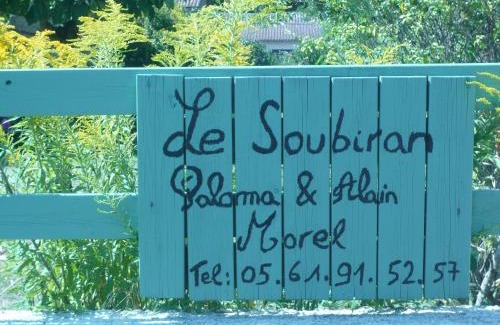 Le Soubiran
Paloma & Alain
Morel
Tel: 05.61.91.52.57